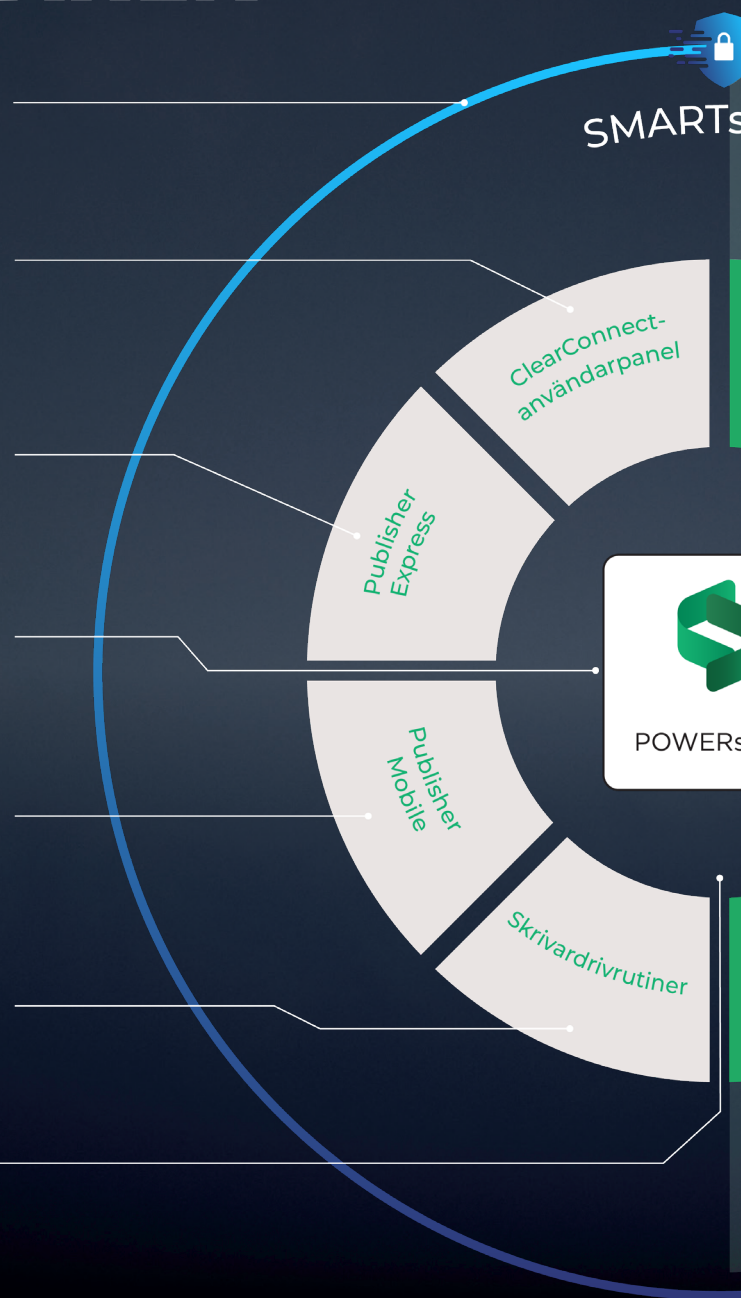 SMARTs
ClearConnect-
användarpanel
Publisher
Express
POWERs
Publisher
Mobile
Skrivardrivrutiner